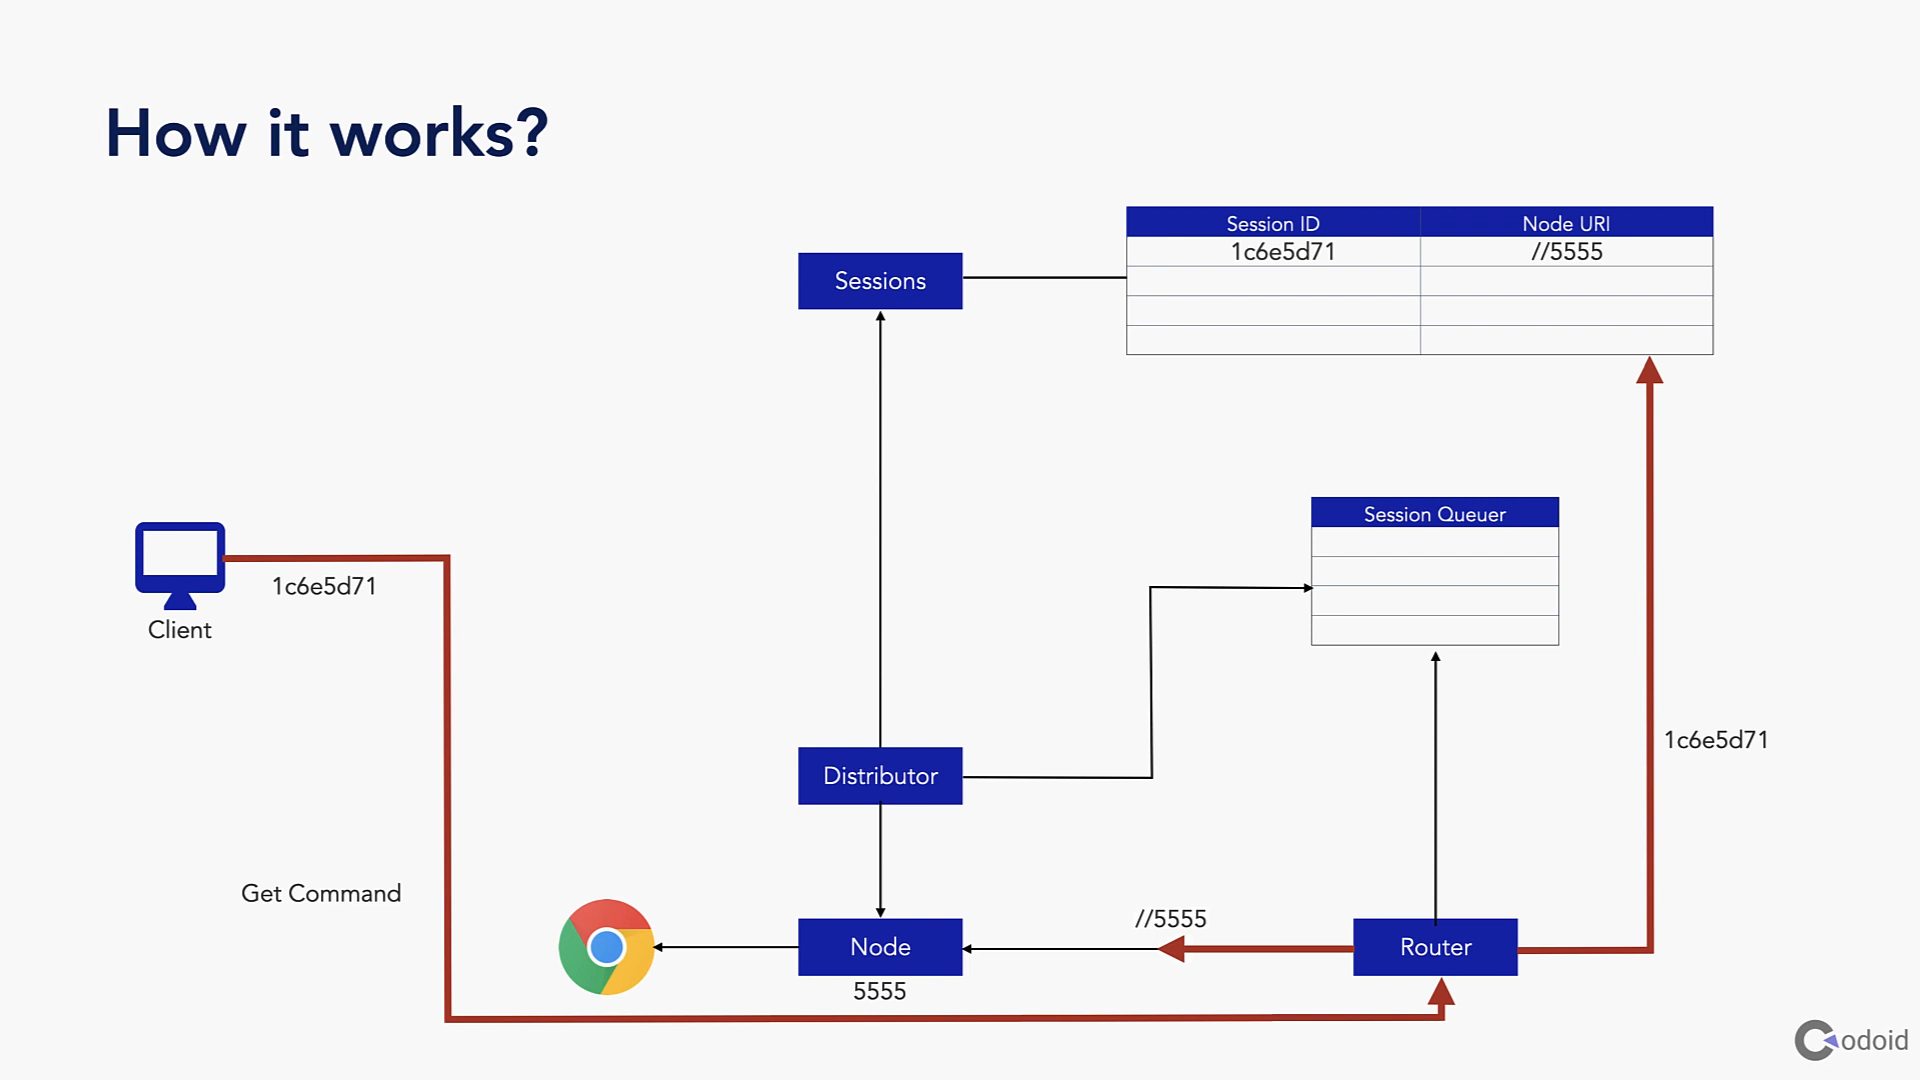 How it works?
Session ID
Node URI
1c6e5d71
//5555
Sessions
Session Queuer
1c6e5d71
Client
1c6e5d71
Distributor
Get Command
//5555
Node
Router
5555
Codoid